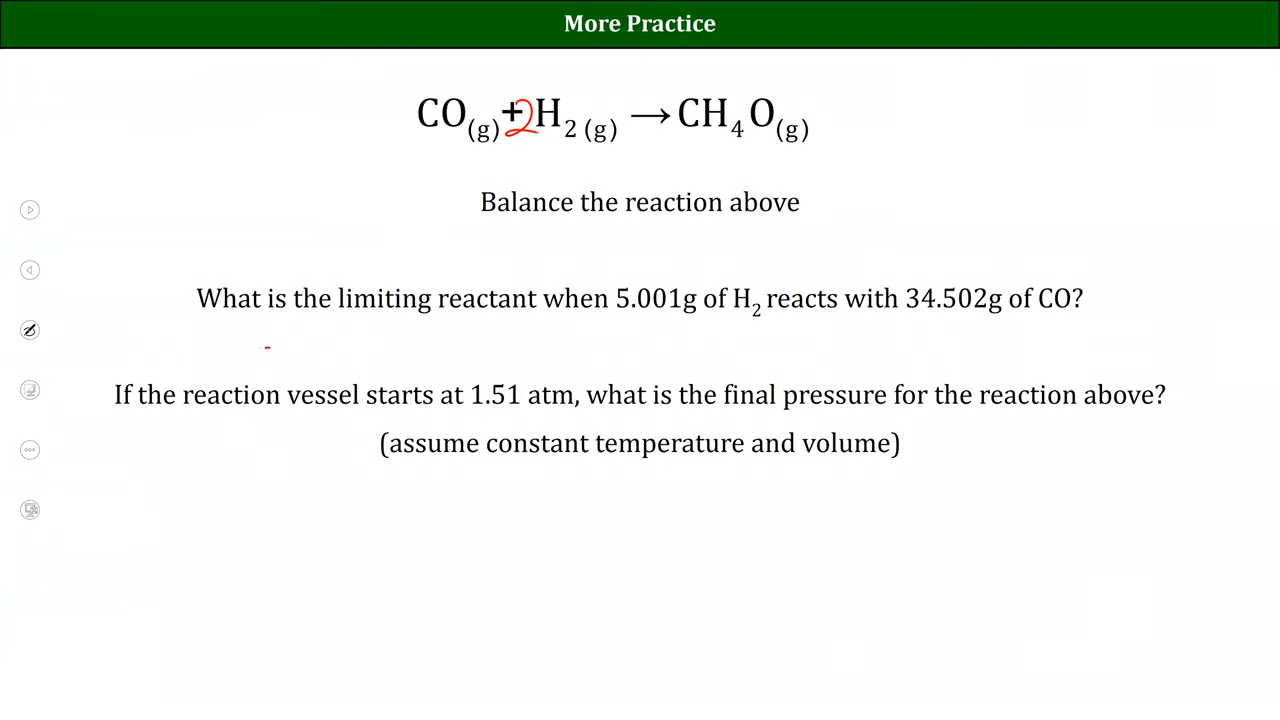 More Practice
CO(g)+2H2 (g) →CH4O(g)
Balance the reaction above
What is the limiting reactant when 5.001g of H2 reacts with 34.502g of CO?
If the reaction vessel starts at 1.51 atm, what is the final pressure for the reaction above?
(assume constant temperature and volume)